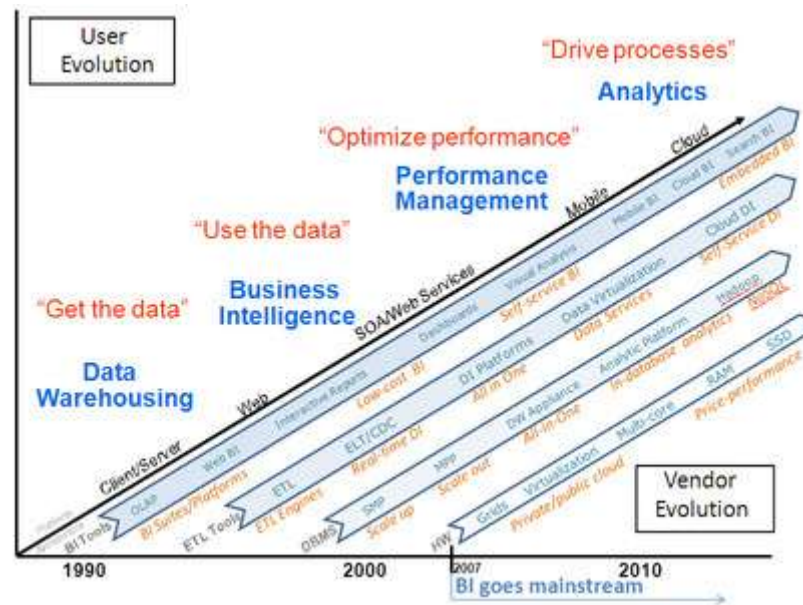 User
Evolution
“Drive processes”
Analytics
“Optimize performance”
Performance
Management
“Use the data”
Business
Intelligence
“Get the data”
Data
Warehousing
Client/Server
Web
SOA/Web Services
Mobile
Cloud
BI Tools
OLAP
Web BI
Interactive Reports
Dashboards
Visual Analysis
Mobile BI
Cloud BI
Search BI
BI Suites/Platforms
Low-cost BI
Self-service BI
Embedded BI
ETL Tools
ETL
ELT/CDC
DI Platforms
Data Virtualization
Cloud DI
ETL Engines
Real-time DI
All in One
Data Services
Self-Service DI
DBMS
SMP
MPP
DW Appliance
Analytic Platform
Hadoop
Scale up
Scale out
All-in-One
In-database analytics
NoSQL
HW
Grids
Virtualization
Multi-core
RAM
SSD
Private/public cloud
Price-performance
Vendor
Evolution
1990
2000
2007
2010
BI goes mainstream